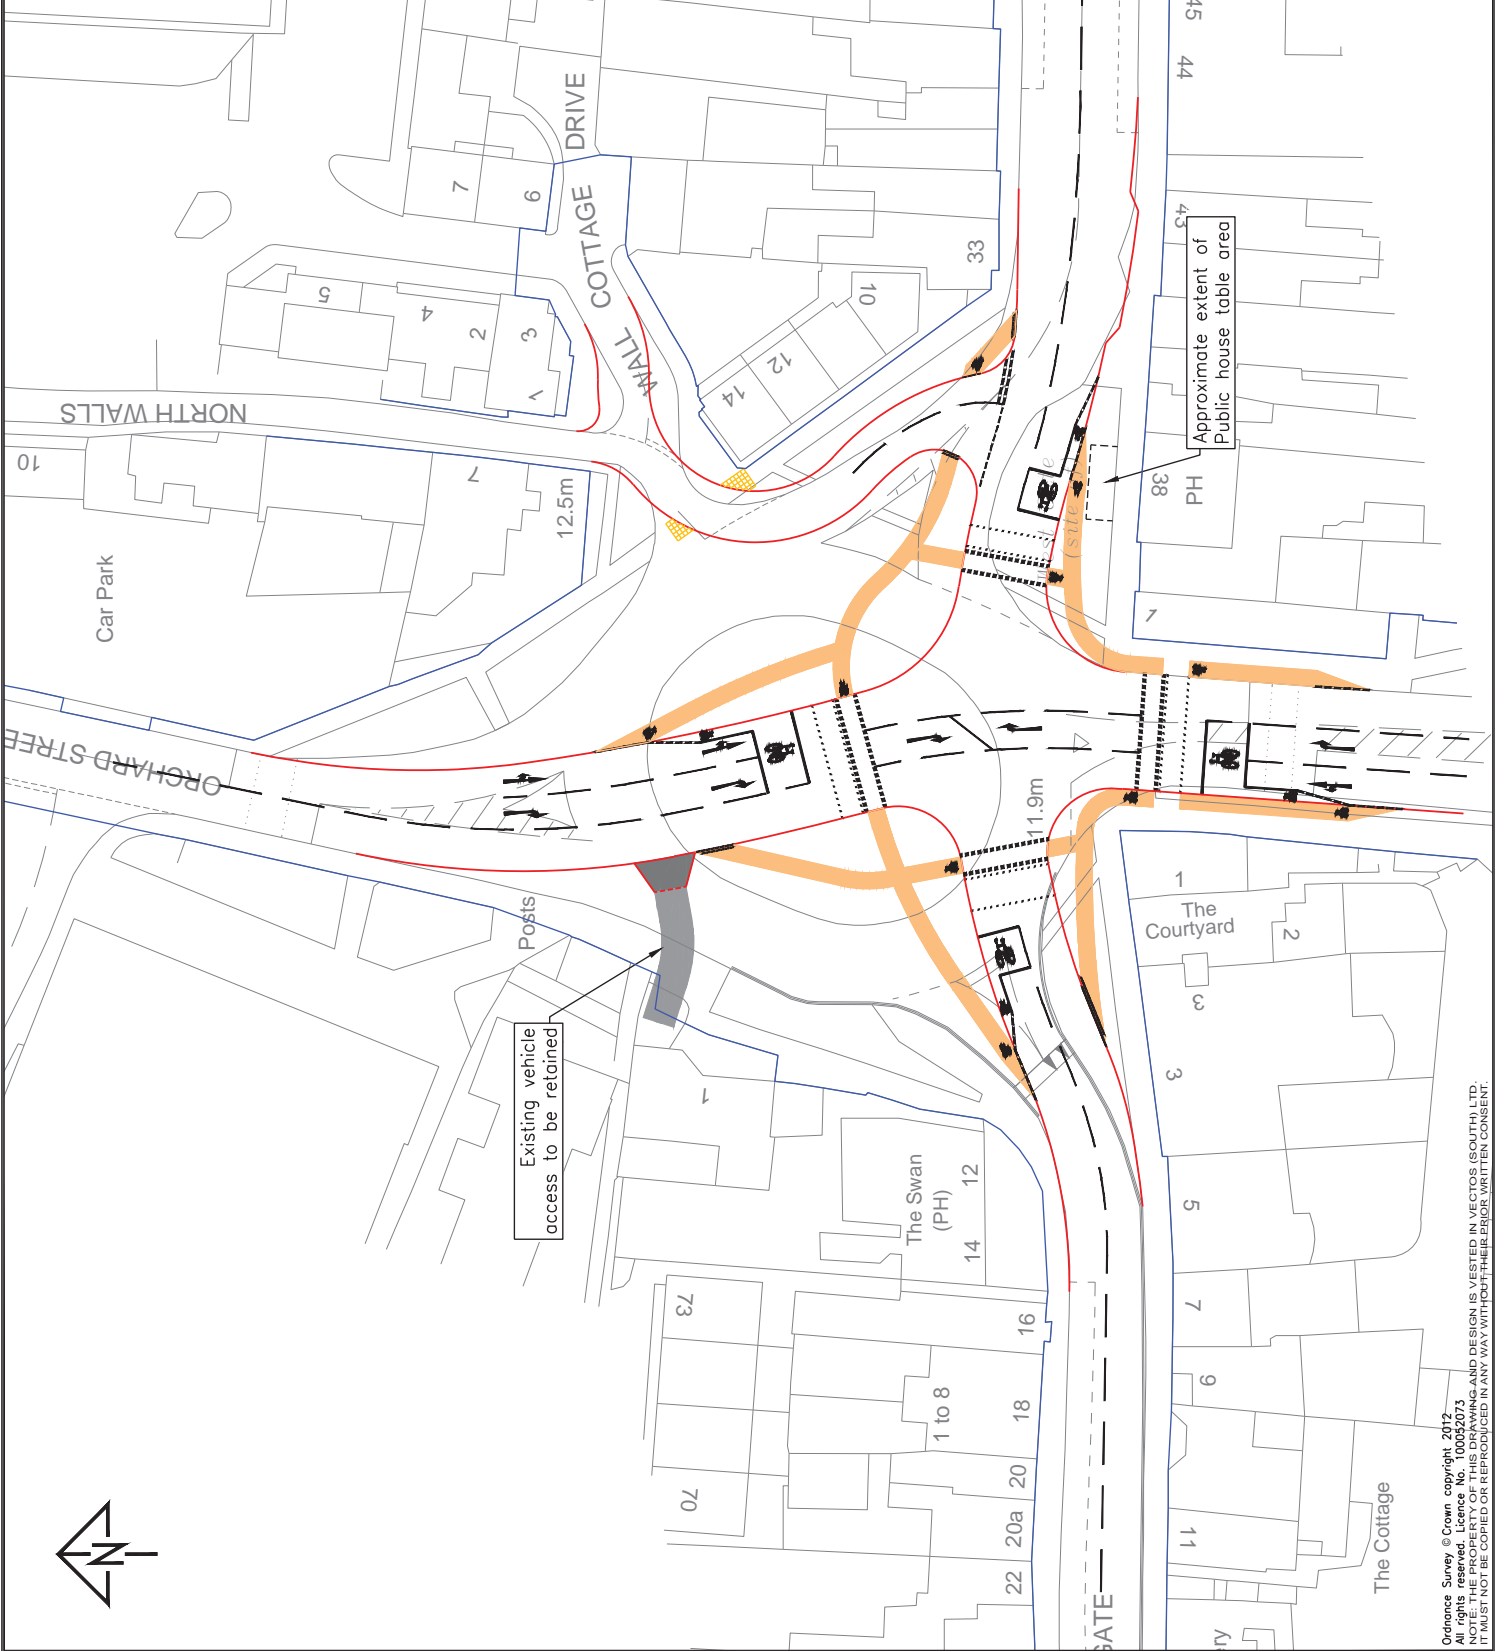 45
44
DRIVE
7
6
COTTAGE
43
33
Approximate extent of
Public house table area
5
4
2
3
10
WALL
12
14
1
NORTH WALLS
10
7
12.5m
38
PH
Car Park
1
11.9m
1
The
Courtyard
2
3
Posts
Existing vehicle
access to be retained
1
3
The Swan
(PH)
12
14
5
73
16
7
1 to 8
18
9
70
20
20a
22
11
The Cottage
GATE
N
Ordnance Survey © Crown copyright 2012
All rights reserved. Licence No. 100052073
NOTE: THE PROPERTY OF THIS DRAWING AND DESIGN IS VESTED IN VECTOS (SOUTH) LTD.
IT MUST NOT BE COPIED OR REPRODUCED IN ANY WAY WITHOUT THEIR PRIOR WRITTEN CONSENT.
ORCHARD STREE
ry